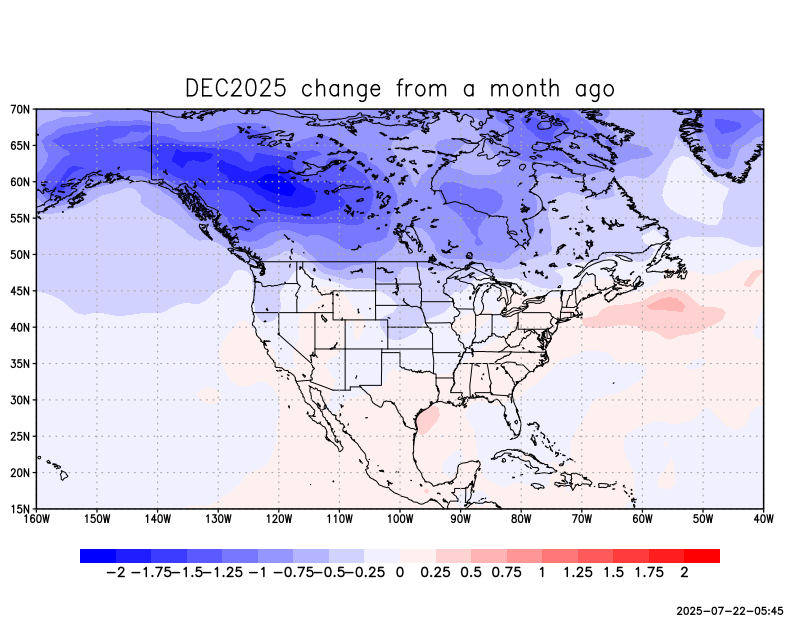 DEC2025 change from a month ago
70N
65N
60N
55N
50N
45N
40N
35N
30N
25N
20N
15N
160W 150W 140W 130W 120W 110W 100W 90W 80W 70W 60W 50W 40W
-2 -1.75 -1.5 -1.25 -1 -0.75 -0.5 -0.25 0 0.25 0.5 0.75 1 1.25 1.5 1.75 2
2025-07-22-05:45